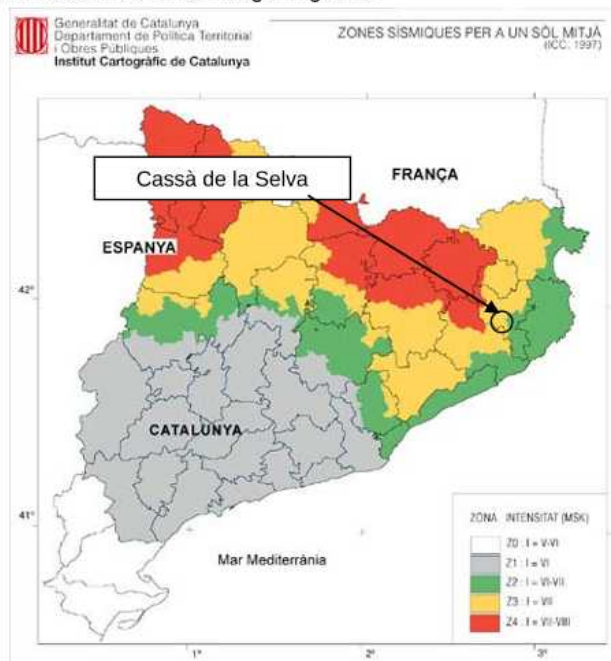 Generalitat de Catalunya
Departament de Política Territorial
i Obres Públiques
Institut Cartogràfic de Catalunya
ZONES SÍSMIQUES PER A UN SÒL MITJÀ
(ICC, 1997)
Cassà de la Selva
FRANÇA
ESPANYA
42°
CATALUNYA
41°
Mar Mediterrània
ZONA INTENSITAT (MSK)
Z0 : I = V-VI
Z1 : I = VI
Z2 : I = VI-VII
Z3 : I = VII
Z4 : I = VII-VIII
1° 2° 3°